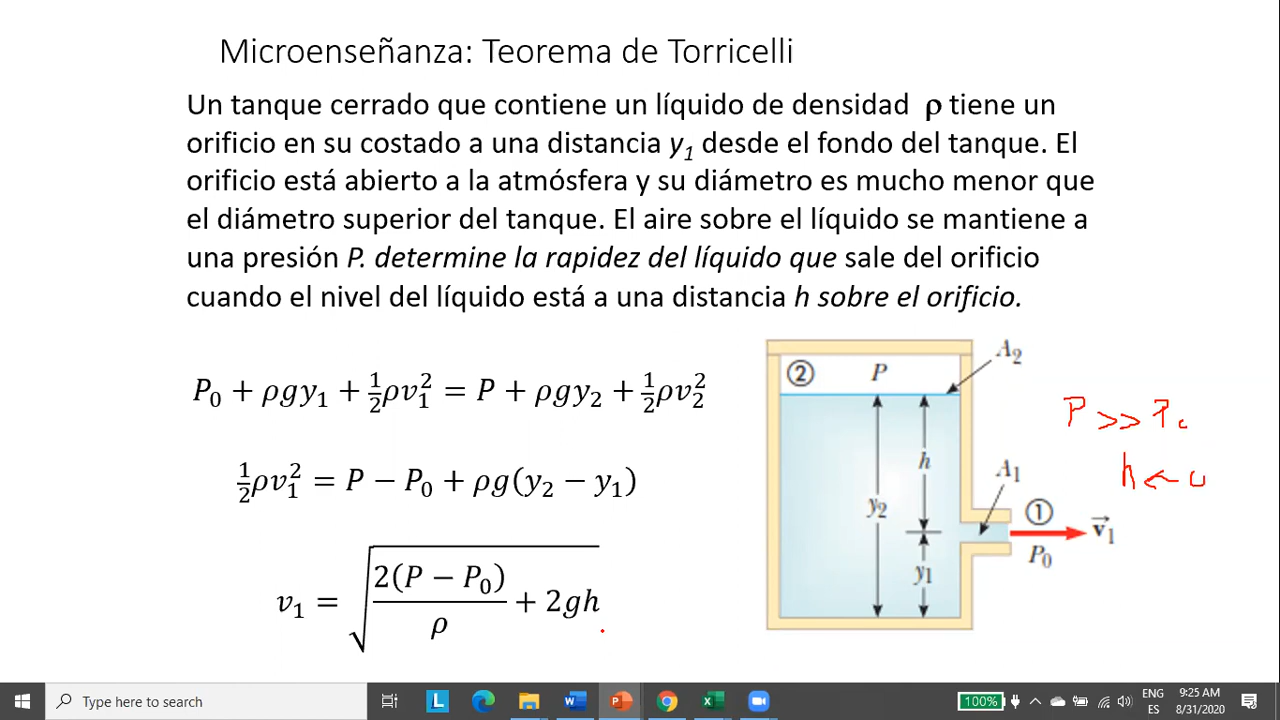 Microenseñanza: Teorema de Torricelli
Un tanque cerrado que contiene un líquido de densidad ρ tiene un
orificio en su costado a una distancia y₁ desde el fondo del tanque. El
orificio está abierto a la atmósfera y su diámetro es mucho menor que
el diámetro superior del tanque. El aire sobre el líquido se mantiene a
una presión P. determine la rapidez del líquido que sale del orificio
cuando el nivel del líquido está a una distancia h sobre el orificio.
P₀ + ρgy₁ + ½ρv₁² = P + ρgy₂ + ½ρv₂²
½ρv₁² = P − P₀ + ρg(y₂ − y₁)
v₁ = √(2(P − P₀)/ρ + 2gh)
② P
A₂
h
y₂
A₁
①
v⃗₁
P₀
y₁
P >> P₀
h ←
Type here to search
L
100%
ENG
ES
9:25 AM
8/31/2020